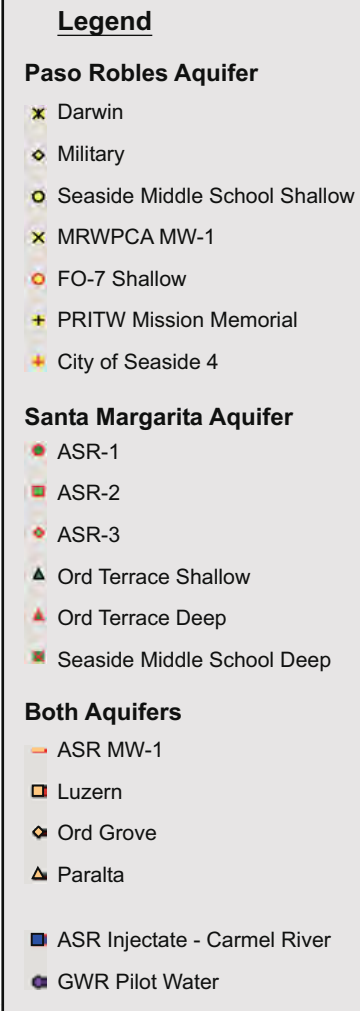 Legend
Paso Robles Aquifer
Darwin
Military
Seaside Middle School Shallow
MRWPCA MW-1
FO-7 Shallow
PRITW Mission Memorial
City of Seaside 4
Santa Margarita Aquifer
ASR-1
ASR-2
ASR-3
Ord Terrace Shallow
Ord Terrace Deep
Seaside Middle School Deep
Both Aquifers
ASR MW-1
Luzern
Ord Grove
Paralta
ASR Injectate - Carmel River
GWR Pilot Water